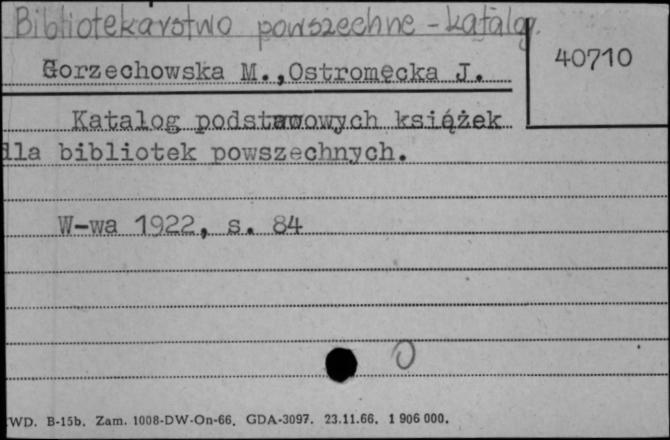 Bibliotekarstwo powszechne - katalog.
40710
Gorzechowska M., Ostromęcka J.
Katalog podstawowych książek
dla bibliotek powszechnych.
W-wa 1922, s. 84
0
WD. B-15b. Zam. 1008-DW-On-66. GDA-3097. 23.11.66. 1 906 000.